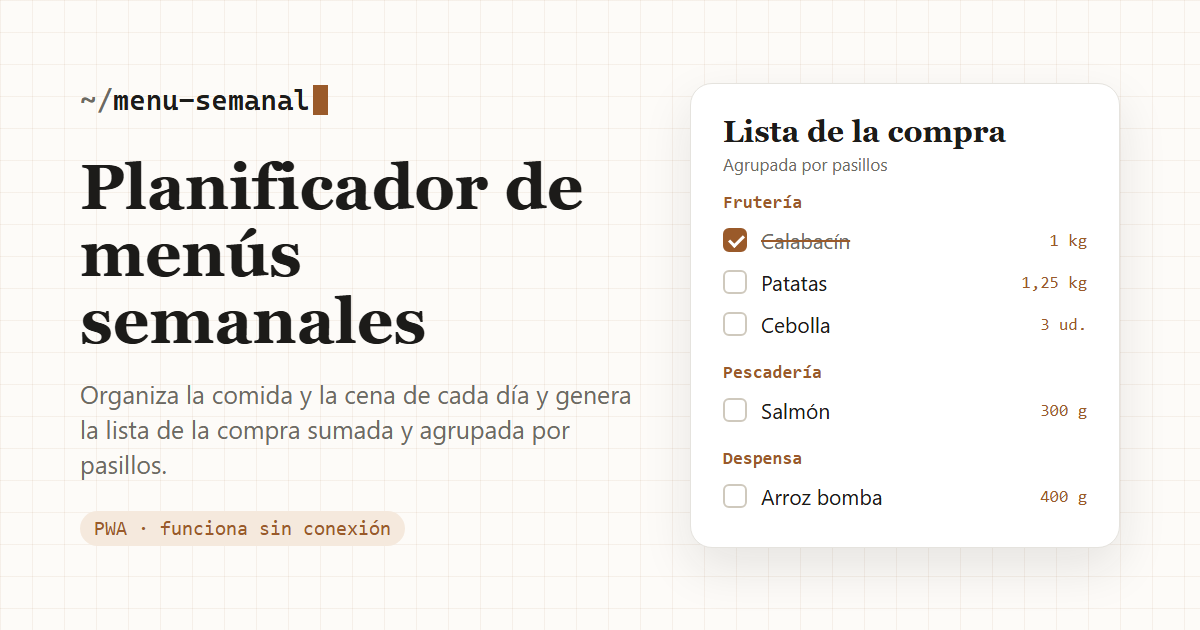 ~/menu-semanal
Planificador de
menús
semanales
Organiza la comida y la cena de cada día y genera
la lista de la compra sumada y agrupada por
pasillos.
PWA · funciona sin conexión
Lista de la compra
Agrupada por pasillos
Frutería
Calabacín 1 kg
Patatas 1,25 kg
Cebolla 3 ud.
Pescadería
Salmón 300 g
Despensa
Arroz bomba 400 g